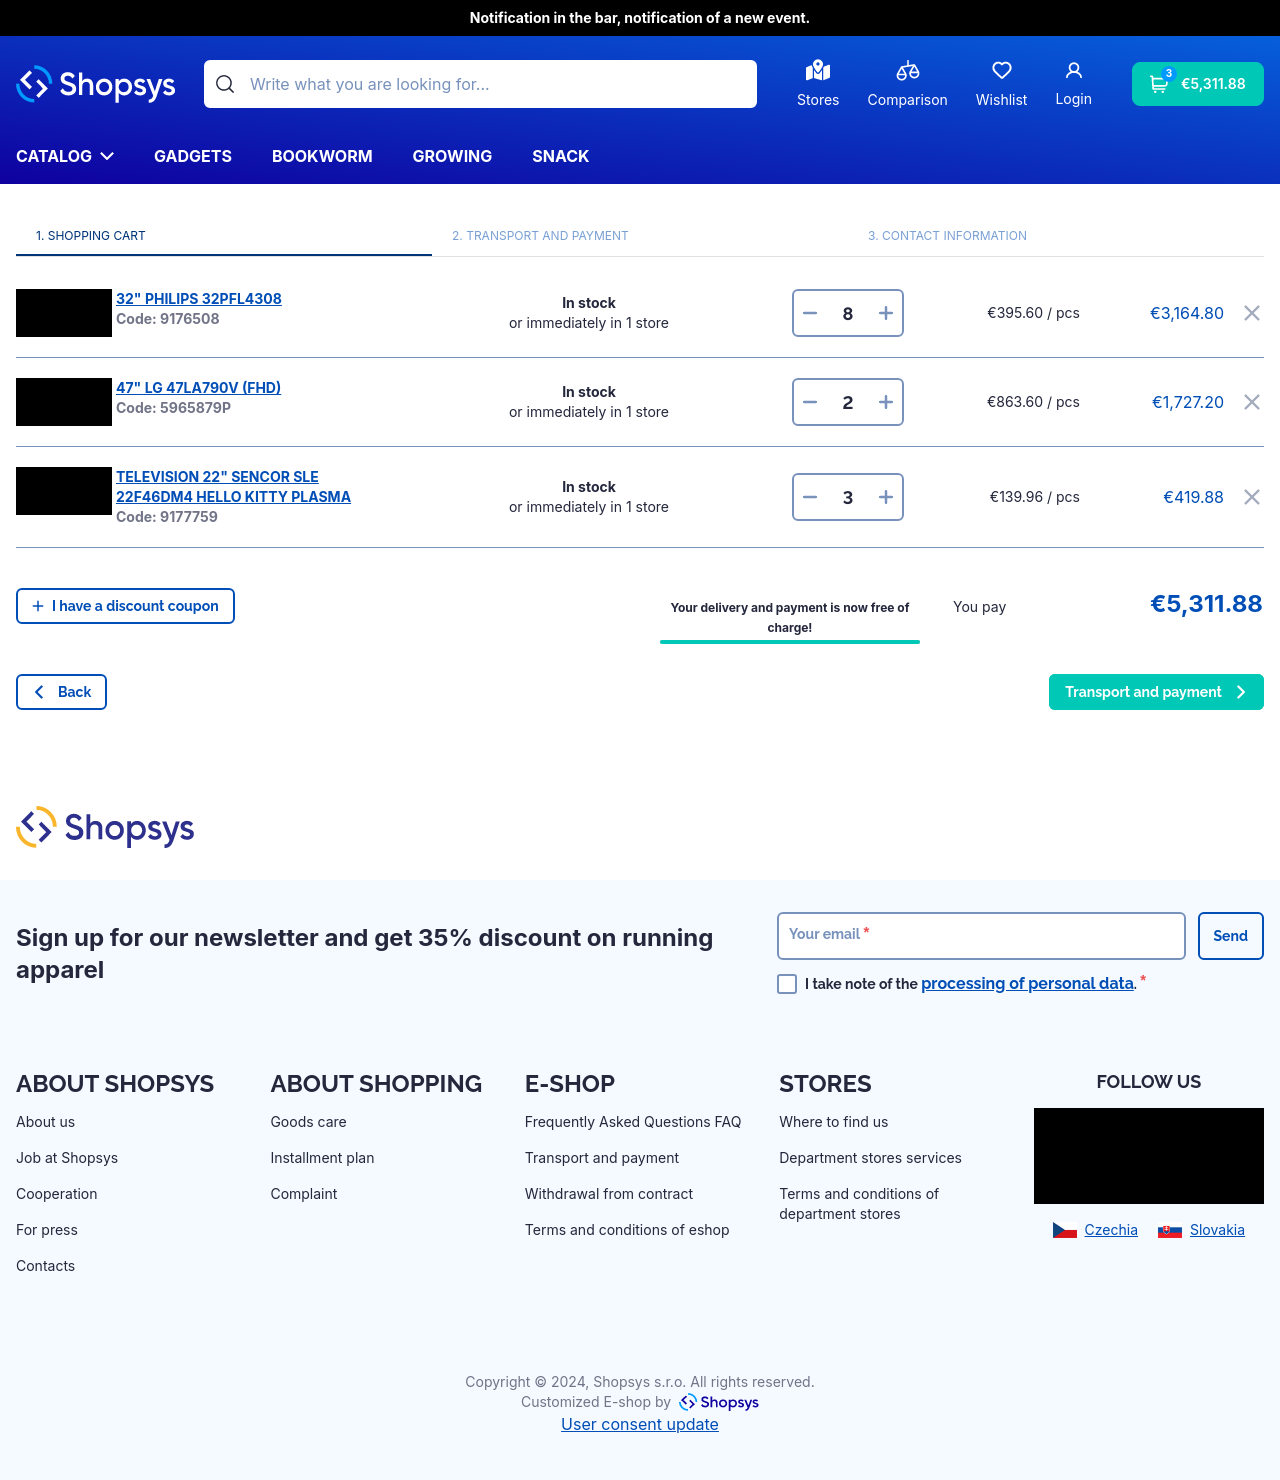 Notification in the bar, notification of a new event.
Shopsys
Write what you are looking for...
Stores
Comparison
Wishlist
Login
3
€5,311.88
CATALOG
GADGETS
BOOKWORM
GROWING
SNACK
1. SHOPPING CART
2. TRANSPORT AND PAYMENT
3. CONTACT INFORMATION
32" PHILIPS 32PFL4308
Code: 9176508
In stock
or immediately in 1 store
8
€395.60 / pcs
€3,164.80
47" LG 47LA790V (FHD)
Code: 5965879P
In stock
or immediately in 1 store
2
€863.60 / pcs
€1,727.20
TELEVISION 22" SENCOR SLE
22F46DM4 HELLO KITTY PLASMA
Code: 9177759
In stock
or immediately in 1 store
3
€139.96 / pcs
€419.88
I have a discount coupon
Your delivery and payment is now free of
charge!
You pay
€5,311.88
Back
Transport and payment
Shopsys
Sign up for our newsletter and get 35% discount on running
apparel
Your email *
Send
I take note of the processing of personal data. *
ABOUT SHOPSYS
About us
Job at Shopsys
Cooperation
For press
Contacts
ABOUT SHOPPING
Goods care
Installment plan
Complaint
E-SHOP
Frequently Asked Questions FAQ
Transport and payment
Withdrawal from contract
Terms and conditions of eshop
STORES
Where to find us
Department stores services
Terms and conditions of
department stores
FOLLOW US
Czechia
Slovakia
Copyright © 2024, Shopsys s.r.o. All rights reserved.
Customized E-shop by Shopsys
User consent update